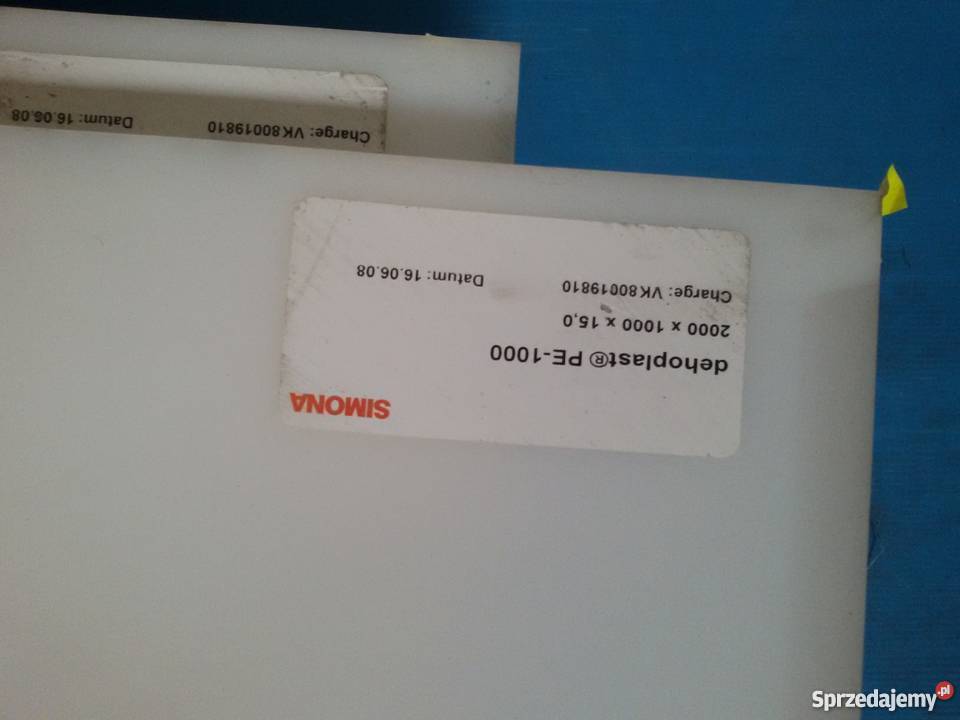 SIMONA
dehoplast® PE-1000
2000 x 1000 x 15,0
Charge: VK80019810 Datum: 16.06.08
Charge: VK80019810 Datum: 16.06.08
Sprzedajemy.pl